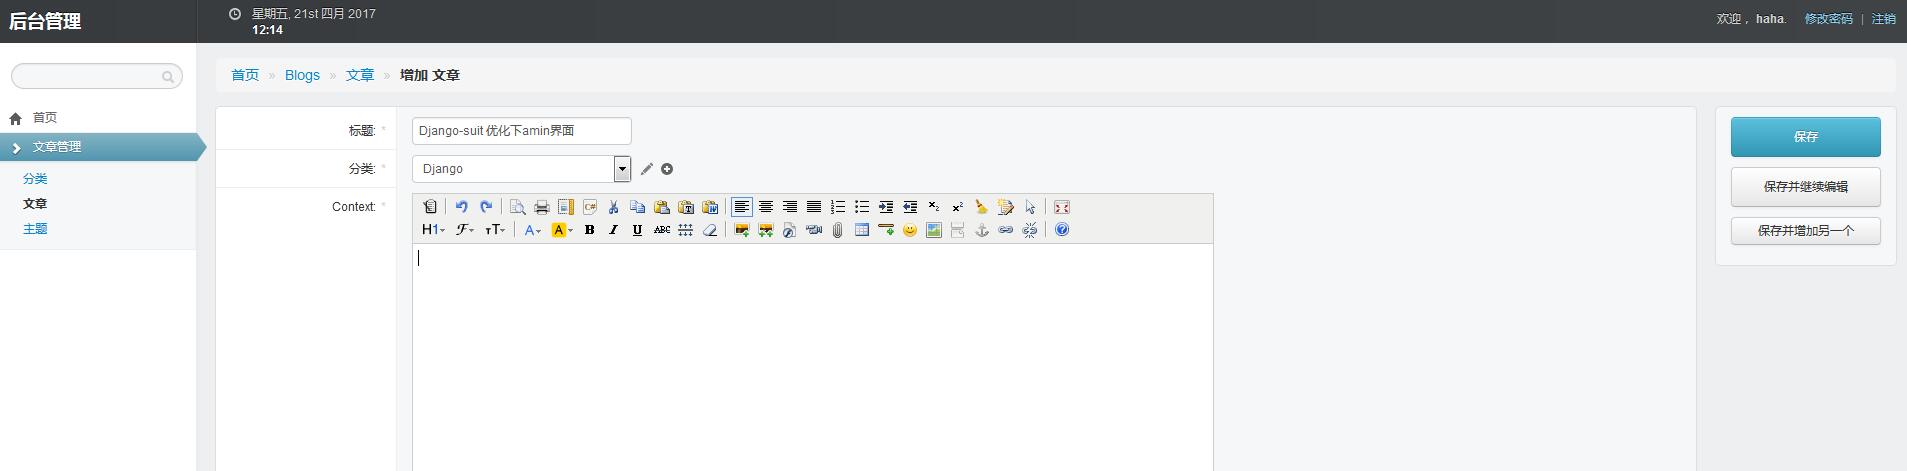 后台管理
星期五, 21st 四月 2017
12:14
欢迎， haha. 修改密码 | 注销
首页 » Blogs » 文章 » 增加 文章
首页
文章管理
分类
文章
主题
标题: *
Django-suit 优化下amin界面
分类: *
Django
Context: *
C#
T
W
x₂
x²
H1
ℱ
тT
A
A
B
I
U
ABC
?
保存
保存并继续编辑
保存并增加另一个